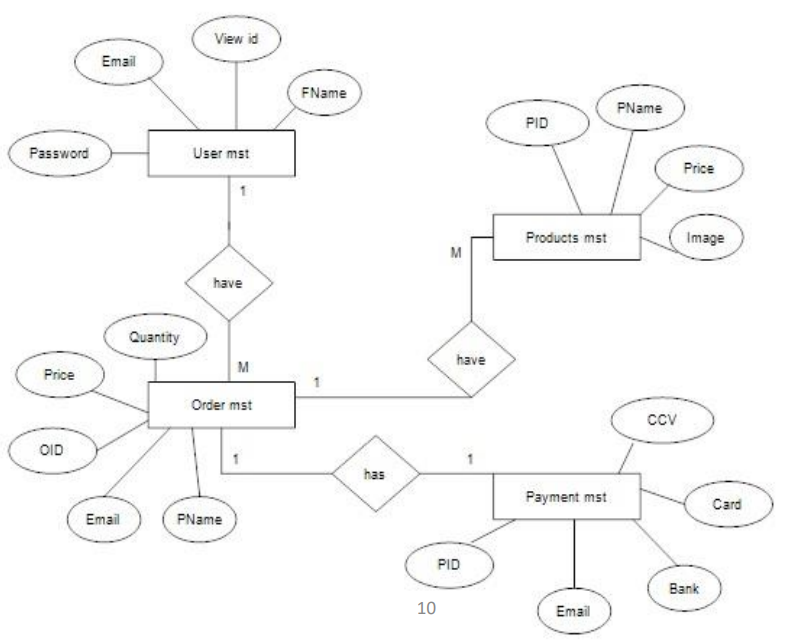 View id
Email
FName
Password
User mst
1
have
M
PID
PName
Price
Image
Products mst
M
have
1
Quantity
Price
OID
Order mst
Email
PName
1
has
1
CCV
Card
Payment mst
PID
Email
Bank
10